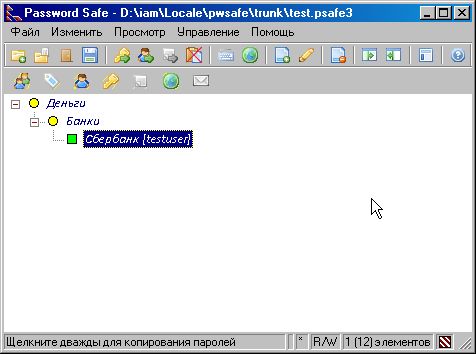 Password Safe - D:\iam\Locale\pwsafe\trunk\test.psafe3
Файл Изменить Просмотр Управление Помощь
Деньги
Банки
Сбербанк [testuser]
Щелкните дважды для копирования паролей * R/W 1 (12) элементов